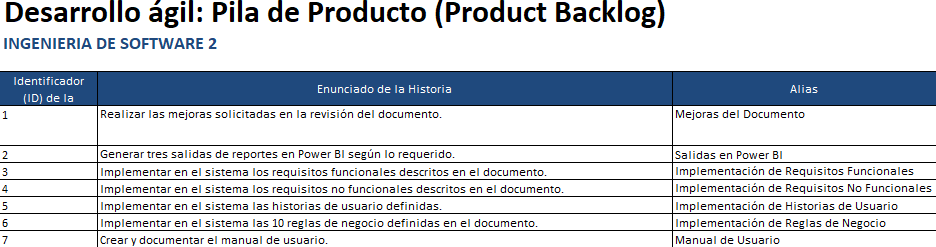 Desarrollo ágil: Pila de Producto (Product Backlog)
INGENIERIA DE SOFTWARE 2
Identificador (ID) de la Enunciado de la Historia Alias
1 Realizar las mejoras solicitadas en la revisión del documento. Mejoras del Documento
2 Generar tres salidas de reportes en Power BI según lo requerido. Salidas en Power BI
3 Implementar en el sistema los requisitos funcionales descritos en el documento. Implementación de Requisitos Funcionales
4 Implementar en el sistema los requisitos no funcionales descritos en el documento. Implementación de Requisitos No Funcionales
5 Implementar en el sistema las historias de usuario definidas. Implementación de Historias de Usuario
6 Implementar en el sistema las 10 reglas de negocio definidas en el documento. Implementación de Reglas de Negocio
7 Crear y documentar el manual de usuario. Manual de Usuario